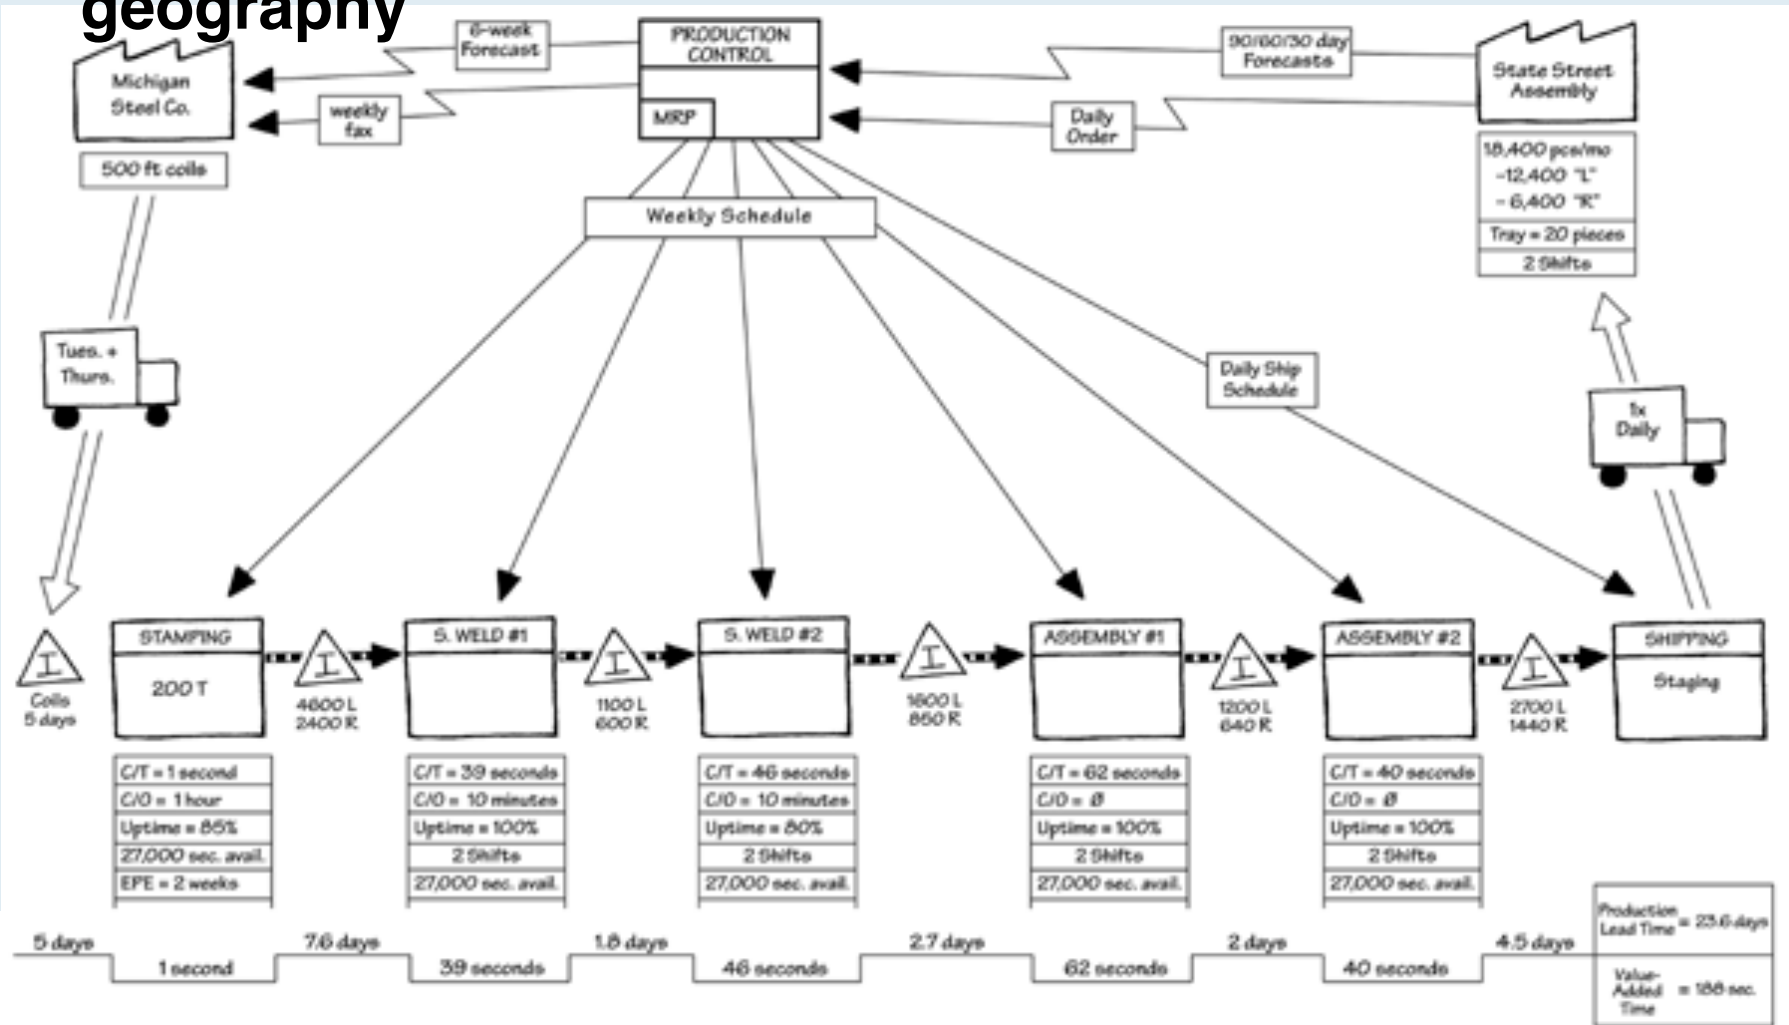 geography
Michigan
Steel Co.
500 ft coils
6-week
Forecast
weekly
fax
PRODUCTION
CONTROL
MRP
90/60/30 day
Forecasts
Daily
Order
State Street
Assembly
18,400 pcs/mo
-12,400 "L"
- 6,400 "R"
Tray = 20 pieces
2 Shifts
Weekly Schedule
Tues. +
Thurs.
Daily Ship
Schedule
1x
Daily
I
Coils
5 days
STAMPING
200 T
I
4600 L
2400 R
S. WELD #1
I
1100 L
600 R
S. WELD #2
I
1600 L
850 R
ASSEMBLY #1
I
1200 L
640 R
ASSEMBLY #2
I
2700 L
1440 R
SHIPPING
Staging
C/T = 1 second
C/O = 1 hour
Uptime = 85%
27,000 sec. avail.
EPE = 2 weeks
C/T = 39 seconds
C/O = 10 minutes
Uptime = 100%
2 Shifts
27,000 sec. avail.
C/T = 46 seconds
C/O = 10 minutes
Uptime = 80%
2 Shifts
27,000 sec. avail.
C/T = 62 seconds
C/O = Ø
Uptime = 100%
2 Shifts
27,000 sec. avail.
C/T = 40 seconds
C/O = Ø
Uptime = 100%
2 Shifts
27,000 sec. avail.
5 days
1 second
7.6 days
39 seconds
1.8 days
46 seconds
2.7 days
62 seconds
2 days
40 seconds
4.5 days
Production
Lead Time = 23.6 days
Value-
Added = 188 sec.
Time